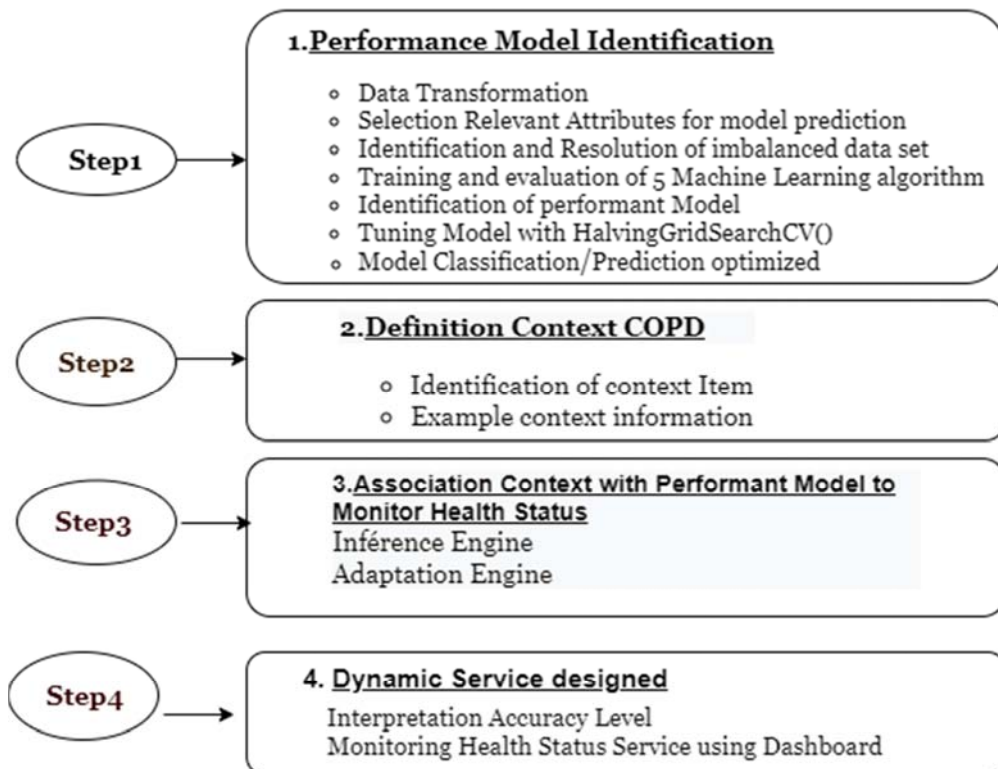 1.Performance Model Identification
Data Transformation
Selection Relevant Attributes for model prediction
Identification and Resolution of imbalanced data set
Step1
Training and evaluation of 5 Machine Learning algorithm
Identification of performant Model
Tuning Model with HalvingGridSearchCV()
Model Classification/Prediction optimized
2.Definition Context COPD
Step2
Identification of context Item
Example context information
3.Association Context with Performant Model to
Monitor Health Status
Step3
Inférence Engine
Adaptation Engine
4. Dynamic Service designed
Step4
Interpretation Accuracy Level
Monitoring Health Status Service using Dashboard